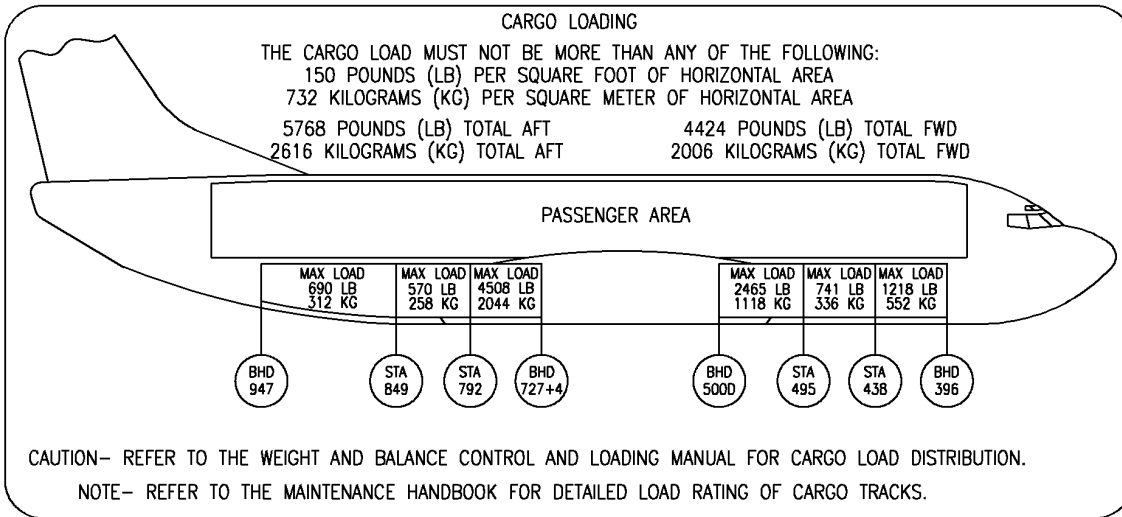 CARGO LOADING
THE CARGO LOAD MUST NOT BE MORE THAN ANY OF THE FOLLOWING:
150 POUNDS (LB) PER SQUARE FOOT OF HORIZONTAL AREA
732 KILOGRAMS (KG) PER SQUARE METER OF HORIZONTAL AREA
5768 POUNDS (LB) TOTAL AFT
2616 KILOGRAMS (KG) TOTAL AFT
4424 POUNDS (LB) TOTAL FWD
2006 KILOGRAMS (KG) TOTAL FWD
PASSENGER AREA
MAX LOAD
690 LB
312 KG
MAX LOAD
570 LB
258 KG
MAX LOAD
4508 LB
2044 KG
MAX LOAD
2465 LB
1118 KG
MAX LOAD
741 LB
336 KG
MAX LOAD
1218 LB
552 KG
BHD
947
STA
849
STA
792
BHD
727+4
BHD
500D
STA
495
STA
438
BHD
396
CAUTION– REFER TO THE WEIGHT AND BALANCE CONTROL AND LOADING MANUAL FOR CARGO LOAD DISTRIBUTION.
NOTE– REFER TO THE MAINTENANCE HANDBOOK FOR DETAILED LOAD RATING OF CARGO TRACKS.